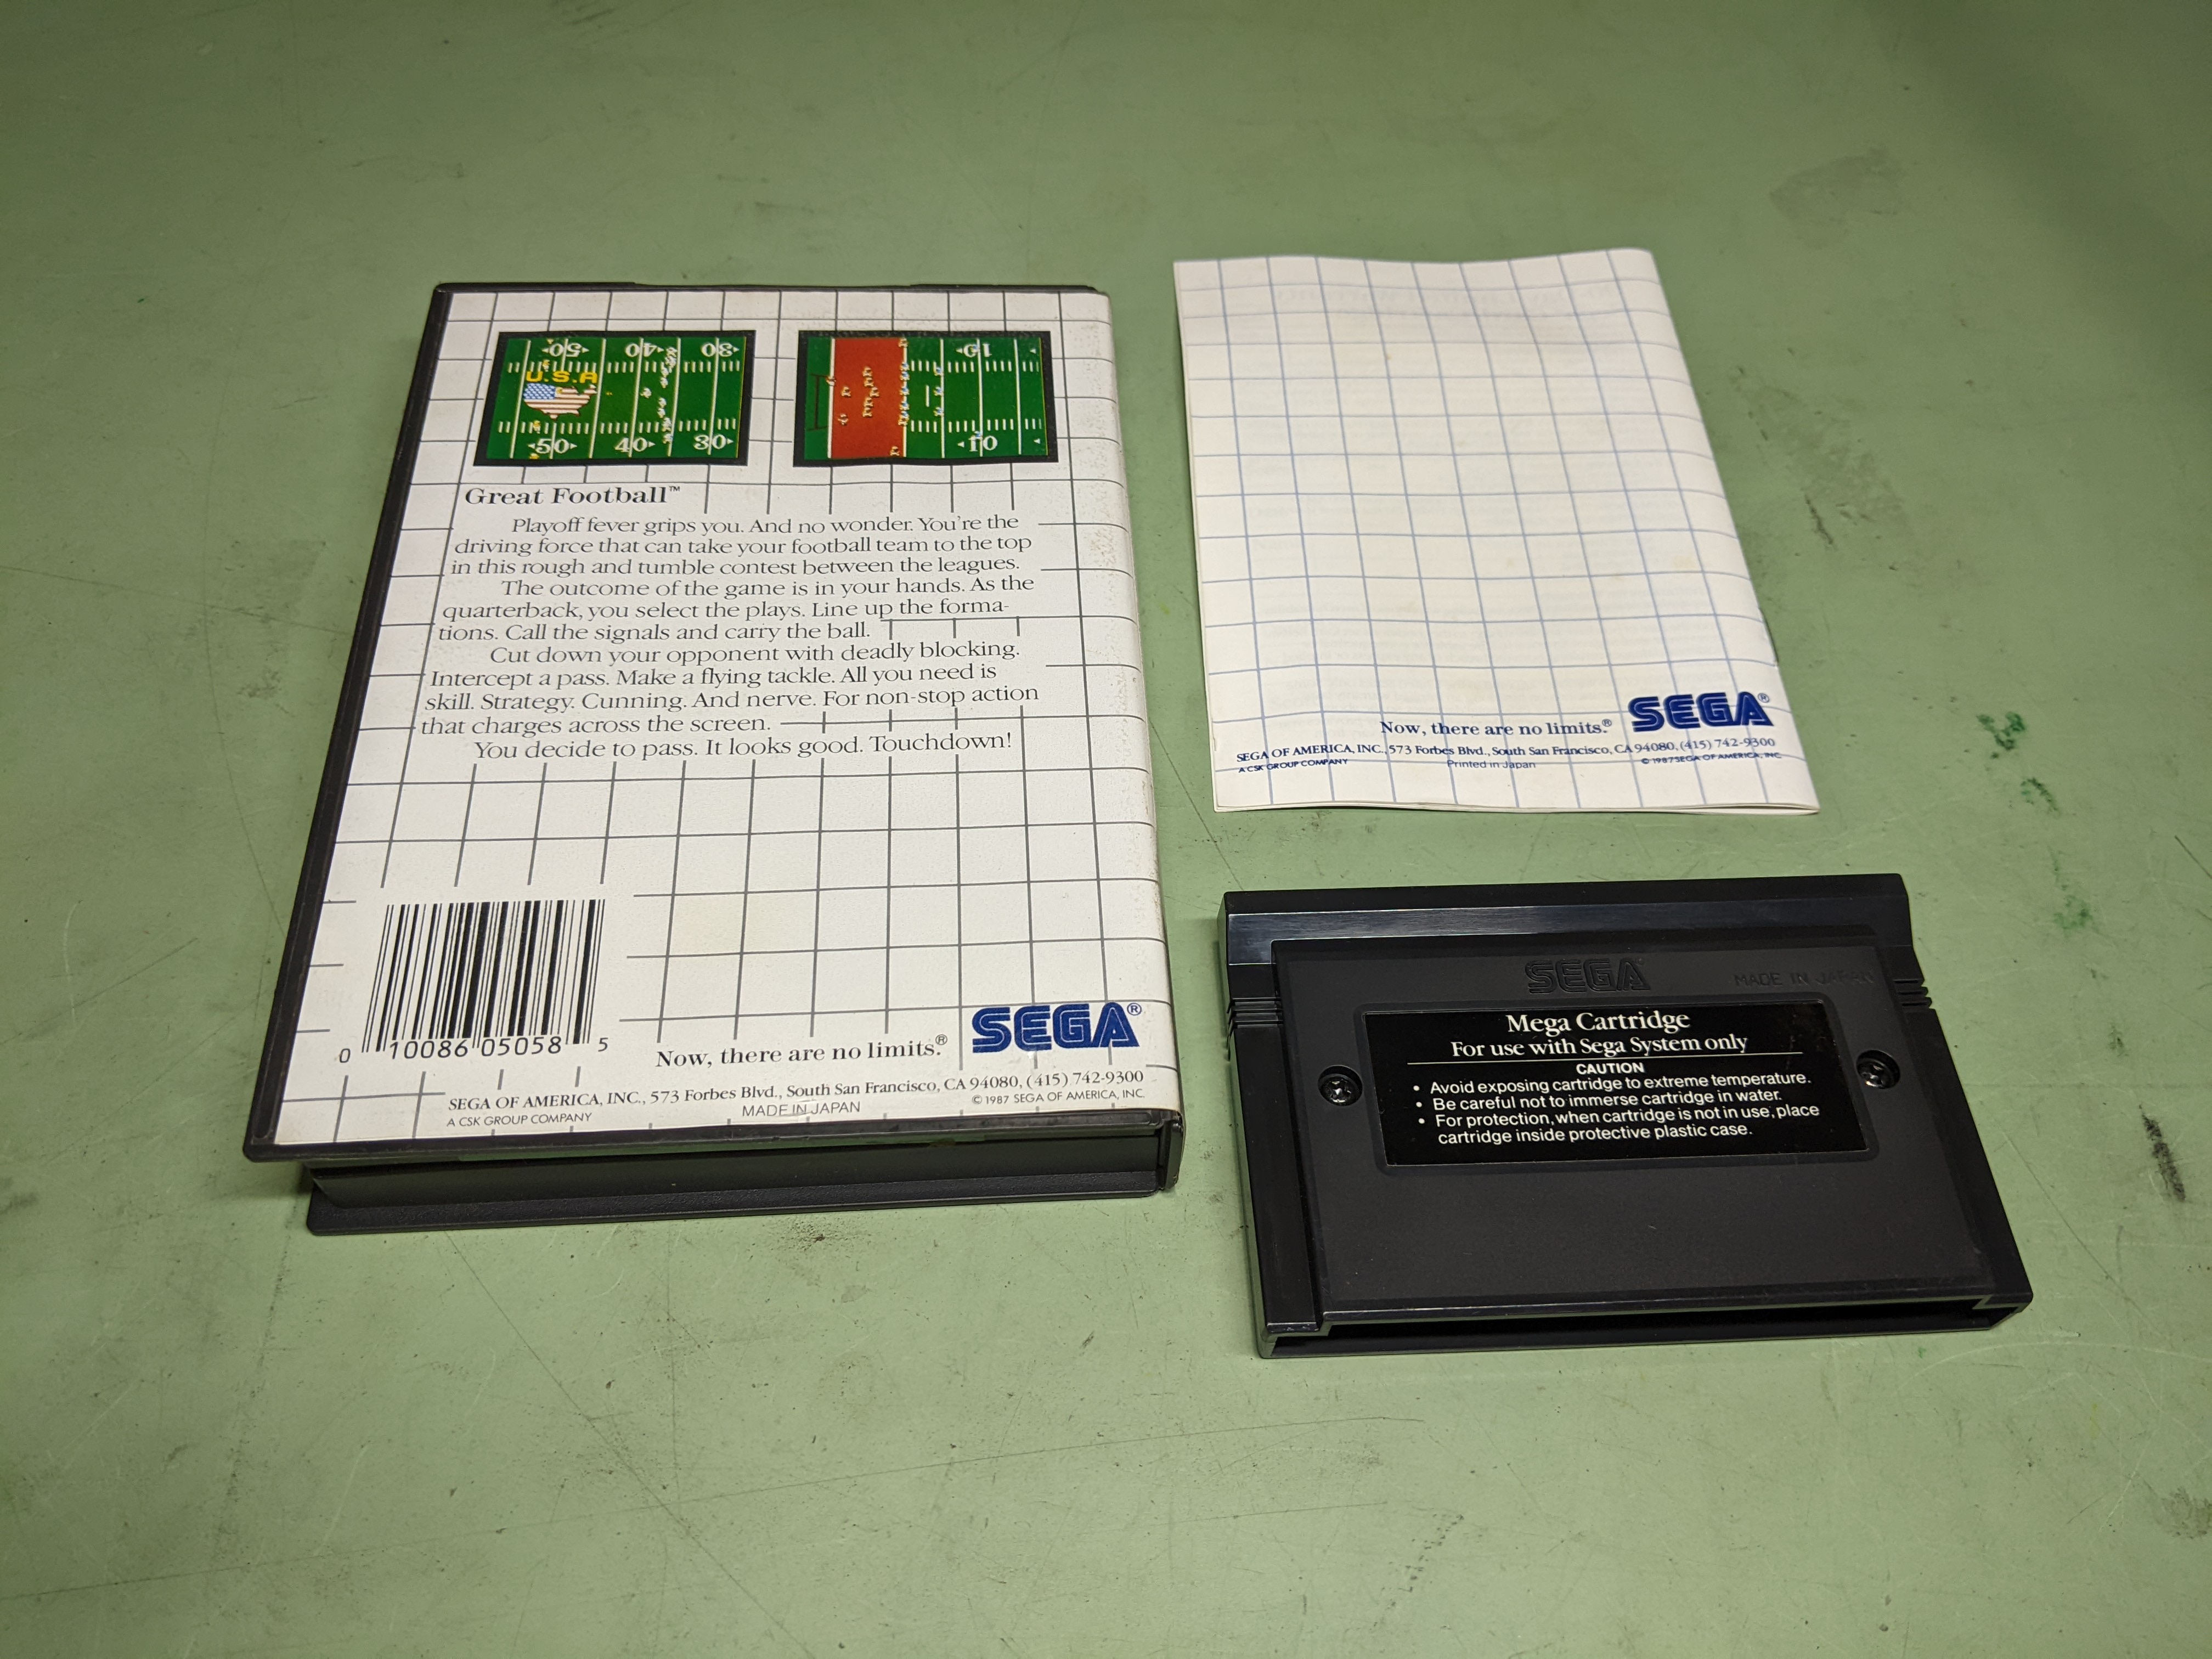 U.S.A
50 40 30
50 40 30
10
10
Great Football™
Playoff fever grips you. And no wonder. You're the
driving force that can take your football team to the top
in this rough and tumble contest between the leagues.
The outcome of the game is in your hands. As the
quarterback, you select the plays. Line up the forma-
tions. Call the signals and carry the ball.
Cut down your opponent with deadly blocking.
Intercept a pass. Make a flying tackle. All you need is
skill. Strategy. Cunning. And nerve. For non-stop action
that charges across the screen.
You decide to pass. It looks good. Touchdown!
0 10086 05058 5
Now, there are no limits.® SEGA®
SEGA OF AMERICA, INC., 573 Forbes Blvd., South San Francisco, CA 94080, (415) 742-9300
A CSK GROUP COMPANY MADE IN JAPAN © 1987 SEGA OF AMERICA, INC.
Now, there are no limits.® SEGA®
SEGA OF AMERICA, INC., 573 Forbes Blvd., South San Francisco, CA 94080, (415) 742-9300
A CSK GROUP COMPANY Printed in Japan © 1987 SEGA OF AMERICA, INC.
SEGA MADE IN JAPAN
Mega Cartridge
For use with Sega System only
CAUTION
• Avoid exposing cartridge to extreme temperature.
• Be careful not to immerse cartridge in water.
• For protection, when cartridge is not in use, place
cartridge inside protective plastic case.